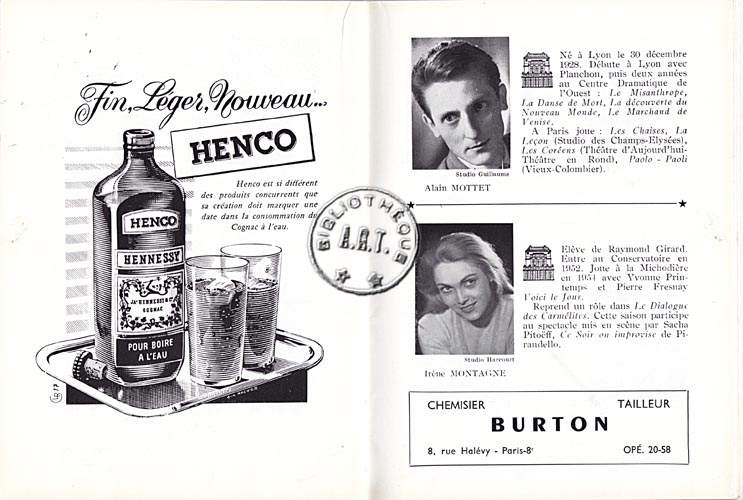 Fin, Léger, Nouveau...
HENCO
Henco est si différent
des produits concurrents que
sa création doit marquer une
date dans la consommation du
Cognac à l'eau.
HENCO
HENNESSY
JAS HENNESSY & Co
COGNAC
POUR BOIRE
A L'EAU
BIBLIOTHÈQUE
A.R.T.
Studio Guillaume
Alain MOTTET
Né à Lyon le 30 décembre
1928. Débute à Lyon avec
Planchon, puis deux années
au Centre Dramatique de
l'Ouest : Le Misanthrope,
La Danse de Mort, La découverte du
Nouveau Monde, Le Marchand de
Venise.
A Paris joue : Les Chaises, La
Leçon (Studio des Champs-Elysées),
Les Coréens (Théâtre d'Aujourd'hui-
Théâtre en Rond), Paolo - Paoli
(Vieux-Colombier).
Studio Harcourt
Irène MONTAGNE
Elève de Raymond Girard.
Entre au Conservatoire en
1952. Joue à la Michodière
en 1954 avec Yvonne Prin-
temps et Pierre Fresnay
Voici le Jour.
Reprend un rôle dans Le Dialogue
des Carmélites. Cette saison participe
au spectacle mis en scène par Sacha
Pitoëff, Ce Soir on improvise de Pi-
randello.
CHEMISIER TAILLEUR
BURTON
8, rue Halévy - Paris-8e OPÉ. 20-58